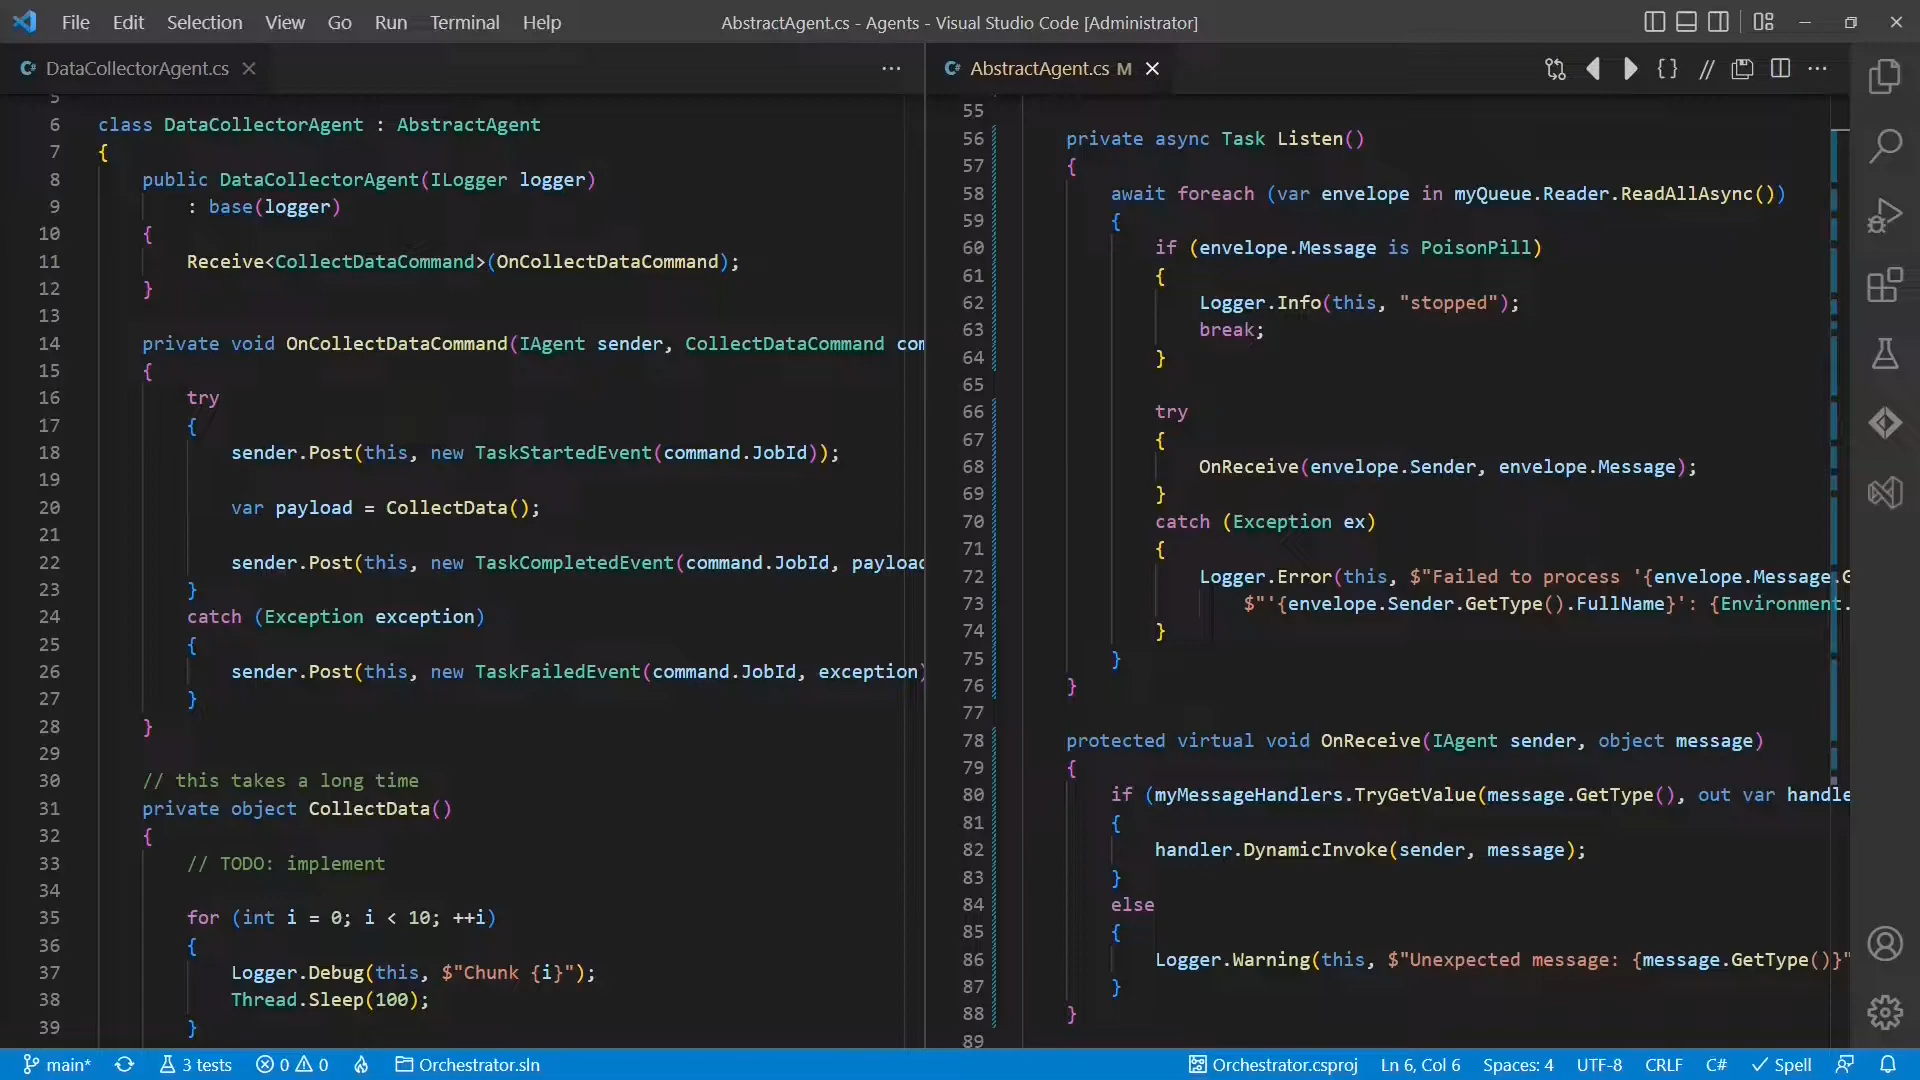 File Edit Selection View Go Run Terminal Help
AbstractAgent.cs - Agents - Visual Studio Code [Administrator]
DataCollectorAgent.cs
5
6 class DataCollectorAgent : AbstractAgent
7 {
8 public DataCollectorAgent(ILogger logger)
9 : base(logger)
10 {
11 Receive<CollectDataCommand>(OnCollectDataCommand);
12 }
13
14 private void OnCollectDataCommand(IAgent sender, CollectDataCommand com
15 {
16 try
17 {
18 sender.Post(this, new TaskStartedEvent(command.JobId));
19
20 var payload = CollectData();
21
22 sender.Post(this, new TaskCompletedEvent(command.JobId, payload
23 }
24 catch (Exception exception)
25 {
26 sender.Post(this, new TaskFailedEvent(command.JobId, exception)
27 }
28 }
29
30 // this takes a long time
31 private object CollectData()
32 {
33 // TODO: implement
34
35 for (int i = 0; i < 10; ++i)
36 {
37 Logger.Debug(this, $"Chunk {i}");
38 Thread.Sleep(100);
39 }
AbstractAgent.cs M
55
56 private async Task Listen()
57 {
58 await foreach (var envelope in myQueue.Reader.ReadAllAsync())
59 {
60 if (envelope.Message is PoisonPill)
61 {
62 Logger.Info(this, "stopped");
63 break;
64 }
65
66 try
67 {
68 OnReceive(envelope.Sender, envelope.Message);
69 }
70 catch (Exception ex)
71 {
72 Logger.Error(this, $"Failed to process '{envelope.Message.G
73 $"'{envelope.Sender.GetType().FullName}': {Environment.
74 }
75 }
76 }
77
78 protected virtual void OnReceive(IAgent sender, object message)
79 {
80 if (myMessageHandlers.TryGetValue(message.GetType(), out var handle
81 {
82 handler.DynamicInvoke(sender, message);
83 }
84 else
85 {
86 Logger.Warning(this, $"Unexpected message: {message.GetType()}"
87 }
88 }
89
main* 3 tests 0 0 Orchestrator.sln
Orchestrator.csproj Ln 6, Col 6 Spaces: 4 UTF-8 CRLF C# Spell